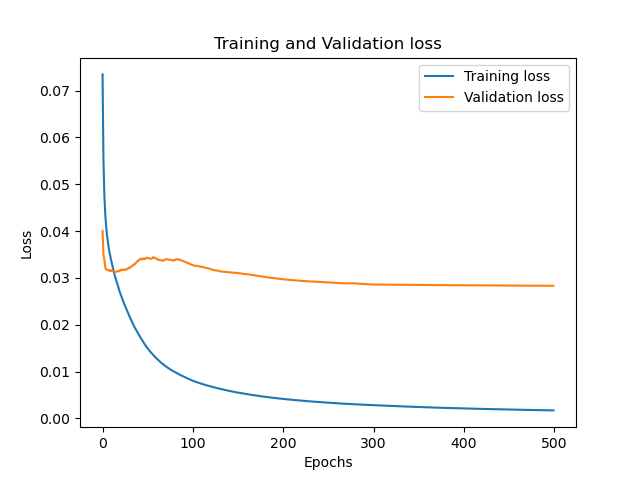 Training and Validation loss
Training loss
Validation loss
0.07
0.06
0.05
0.04
0.03
0.02
0.01
0.00
Loss
0 100 200 300 400 500
Epochs